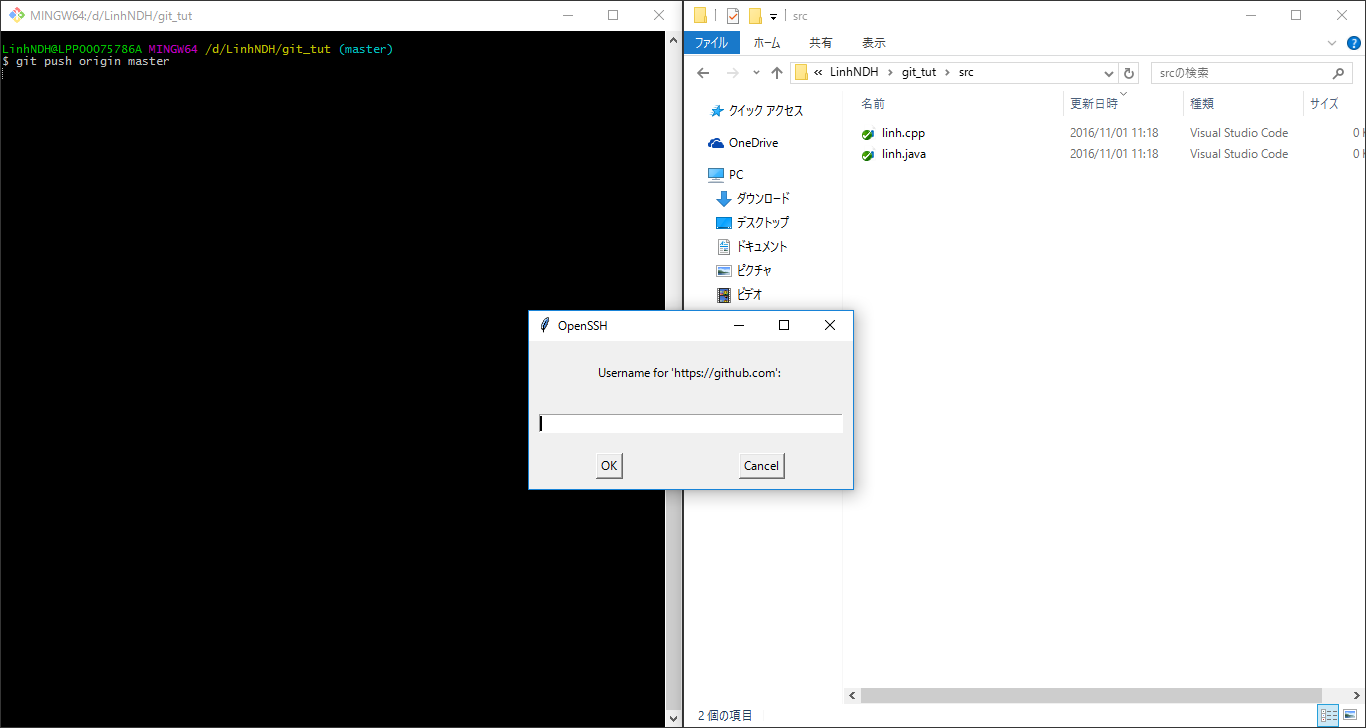 MINGW64:/d/LinhNDH/git_tut
LinhNDH@LPP00075786A MINGW64 /d/LinhNDH/git_tut (master)
$ git push origin master
src
ファイル ホーム 共有 表示
« LinhNDH › git_tut › src
srcの検索
名前 更新日時 種類 サイズ
linh.cpp 2016/11/01 11:18 Visual Studio Code 0
linh.java 2016/11/01 11:18 Visual Studio Code 0
クイック アクセス
OneDrive
PC
ダウンロード
デスクトップ
ドキュメント
ピクチャ
ビデオ
OpenSSH
Username for 'https://github.com':
OK Cancel
2 個の項目